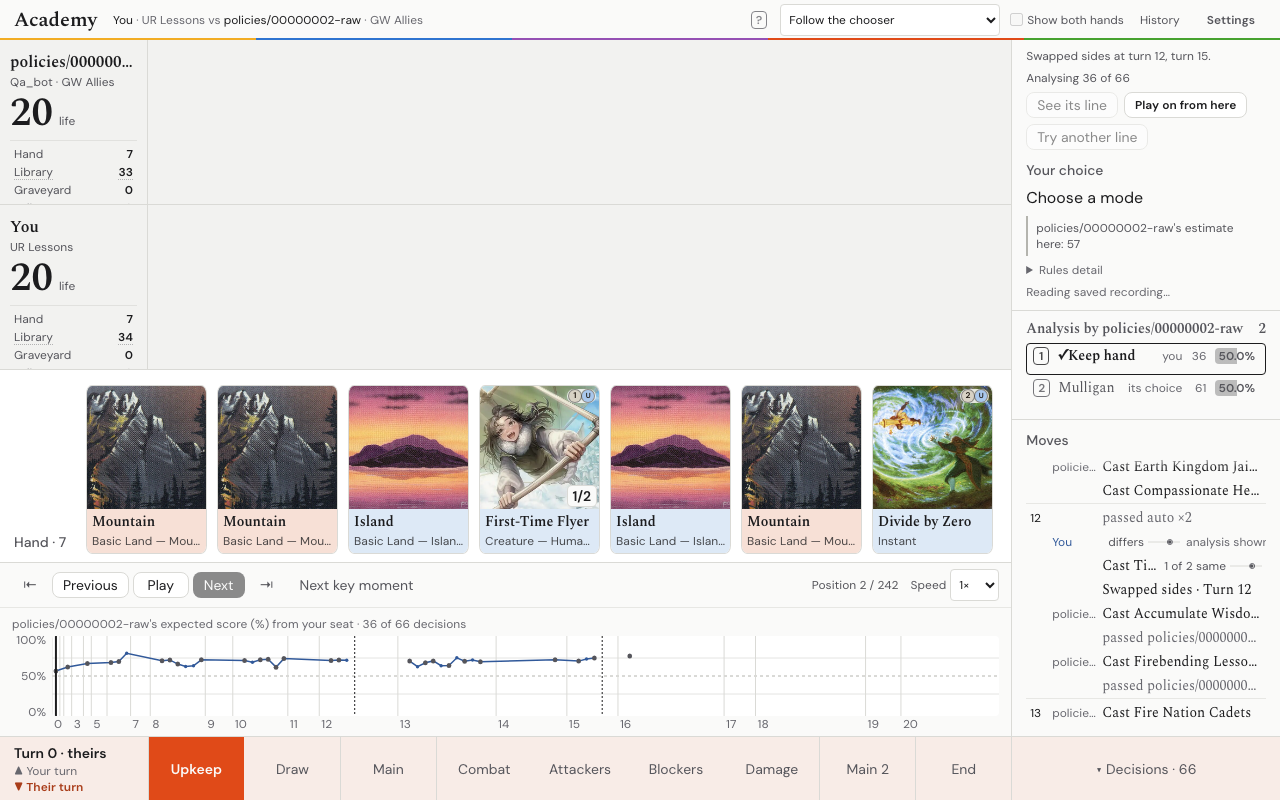 Academy
You · UR Lessons vs policies/00000002-raw · GW Allies
?
Follow the chooser
Show both hands
History
Settings
policies/000000...
Qa_bot · GW Allies
20 life
Hand 7
Library 33
Graveyard 0
You
UR Lessons
20 life
Hand 7
Library 34
Graveyard 0
Hand · 7
Mountain
Basic Land — Mou...
Mountain
Basic Land — Mou...
Island
Basic Land — Islan...
1 U
1/2
First-Time Flyer
Creature — Huma...
Island
Basic Land — Islan...
Mountain
Basic Land — Mou...
2 U
Divide by Zero
Instant
Previous
Play
Next
Next key moment
Position 2 / 242
Speed
1×
policies/00000002-raw's expected score (%) from your seat · 36 of 66 decisions
100%
50%
0%
0 3 5 7 8 9 10 11 12 13 14 15 16 17 18 19 20
Turn 0 · theirs
▲ Your turn
▼ Their turn
Upkeep
Draw
Main
Combat
Attackers
Blockers
Damage
Main 2
End
Swapped sides at turn 12, turn 15.
Analysing 36 of 66
See its line
Play on from here
Try another line
Your choice
Choose a mode
policies/00000002-raw's estimate
here: 57
▶ Rules detail
Reading saved recording...
Analysis by policies/00000002-raw 2
1 ✓Keep hand you 36 50.0%
2 Mulligan its choice 61 50.0%
Moves
policie... Cast Earth Kingdom Jai...
Cast Compassionate He...
12 passed auto ×2
You differs analysis shown
Cast Ti... 1 of 2 same
Swapped sides · Turn 12
policie... Cast Accumulate Wisdo...
passed policies/0000000...
policie... Cast Firebending Lesso...
passed policies/0000000...
13 policie... Cast Fire Nation Cadets
▾ Decisions · 66